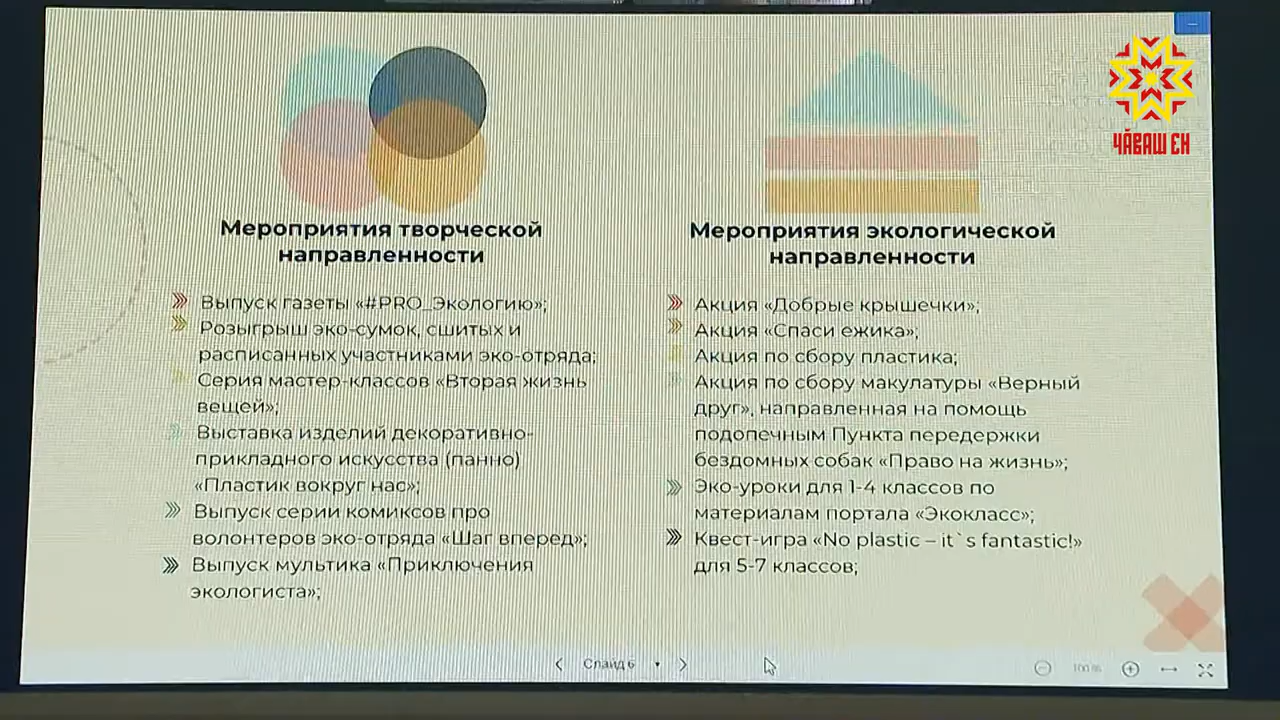 ЧӐВАШ ЕН
Мероприятия творческой
направленности
Выпуск газеты «#PRO_Экологию»;
Розыгрыш эко-сумок, сшитых и
расписанных участниками эко-отряда;
Серия мастер-классов «Вторая жизнь
вещей»;
Выставка изделий декоративно-
прикладного искусства (панно)
«Пластик вокруг нас»;
Выпуск серии комиксов про
волонтеров эко-отряда «Шаг вперед»;
Выпуск мультика «Приключения
экологиста»;
Мероприятия экологической
направленности
Акция «Добрые крышечки»;
Акция «Спаси ежика»;
Акция по сбору пластика;
Акция по сбору макулатуры «Верный
друг», направленная на помощь
подопечным Пункта передержки
бездомных собак «Право на жизнь»;
Эко-уроки для 1-4 классов по
материалам портала «Экокласс»;
Квест-игра «No plastic – it`s fantastic!»
для 5-7 классов;
Слайд 6
100 %